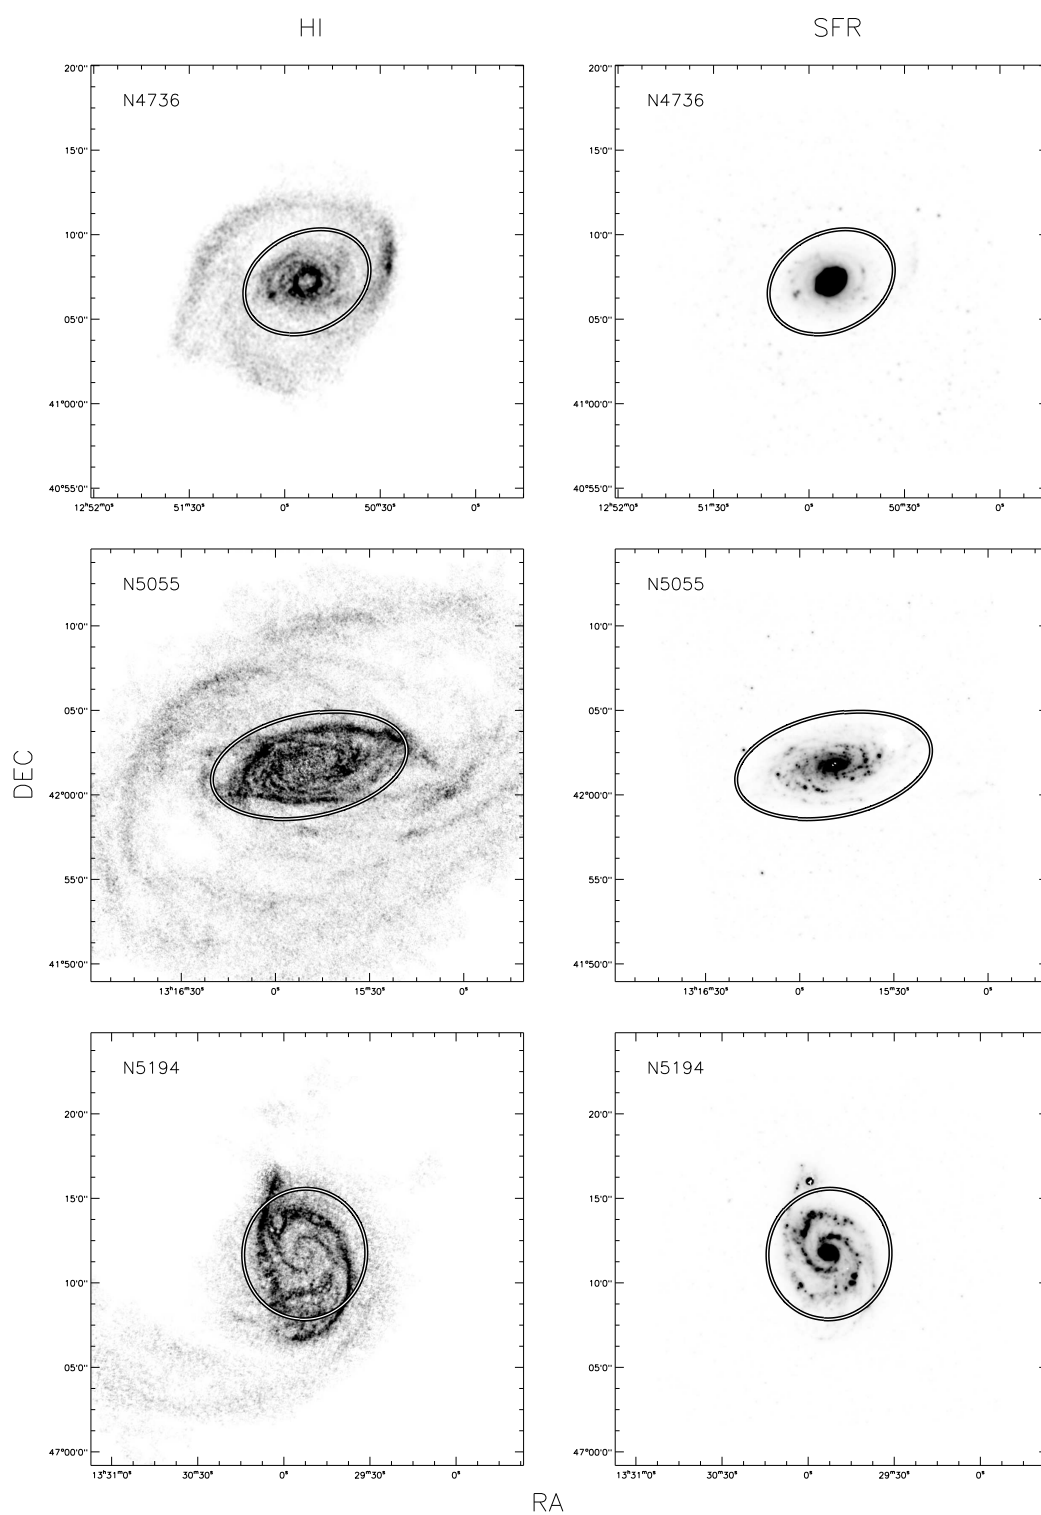 HI SFR
20'0" 20'0"
N4736 N4736
15'0" 15'0"
10'0" 10'0"
05'0" 05'0"
41°00'0" 41°00'0"
40°55'0" 40°55'0"
12ʰ52ᵐ0ˢ 51ᵐ30ˢ 0ˢ 50ᵐ30ˢ 0ˢ 12ʰ52ᵐ0ˢ 51ᵐ30ˢ 0ˢ 50ᵐ30ˢ 0ˢ
N5055 N5055
10'0" 10'0"
05'0" 05'0"
DEC
42°00'0" 42°00'0"
55'0" 55'0"
41°50'0" 41°50'0"
13ʰ16ᵐ30ˢ 0ˢ 15ᵐ30ˢ 0ˢ 13ʰ16ᵐ30ˢ 0ˢ 15ᵐ30ˢ 0ˢ
N5194 N5194
20'0" 20'0"
15'0" 15'0"
10'0" 10'0"
05'0" 05'0"
47°00'0" 47°00'0"
13ʰ31ᵐ0ˢ 30ᵐ30ˢ 0ˢ 29ᵐ30ˢ 0ˢ 13ʰ31ᵐ0ˢ 30ᵐ30ˢ 0ˢ 29ᵐ30ˢ 0ˢ
RA